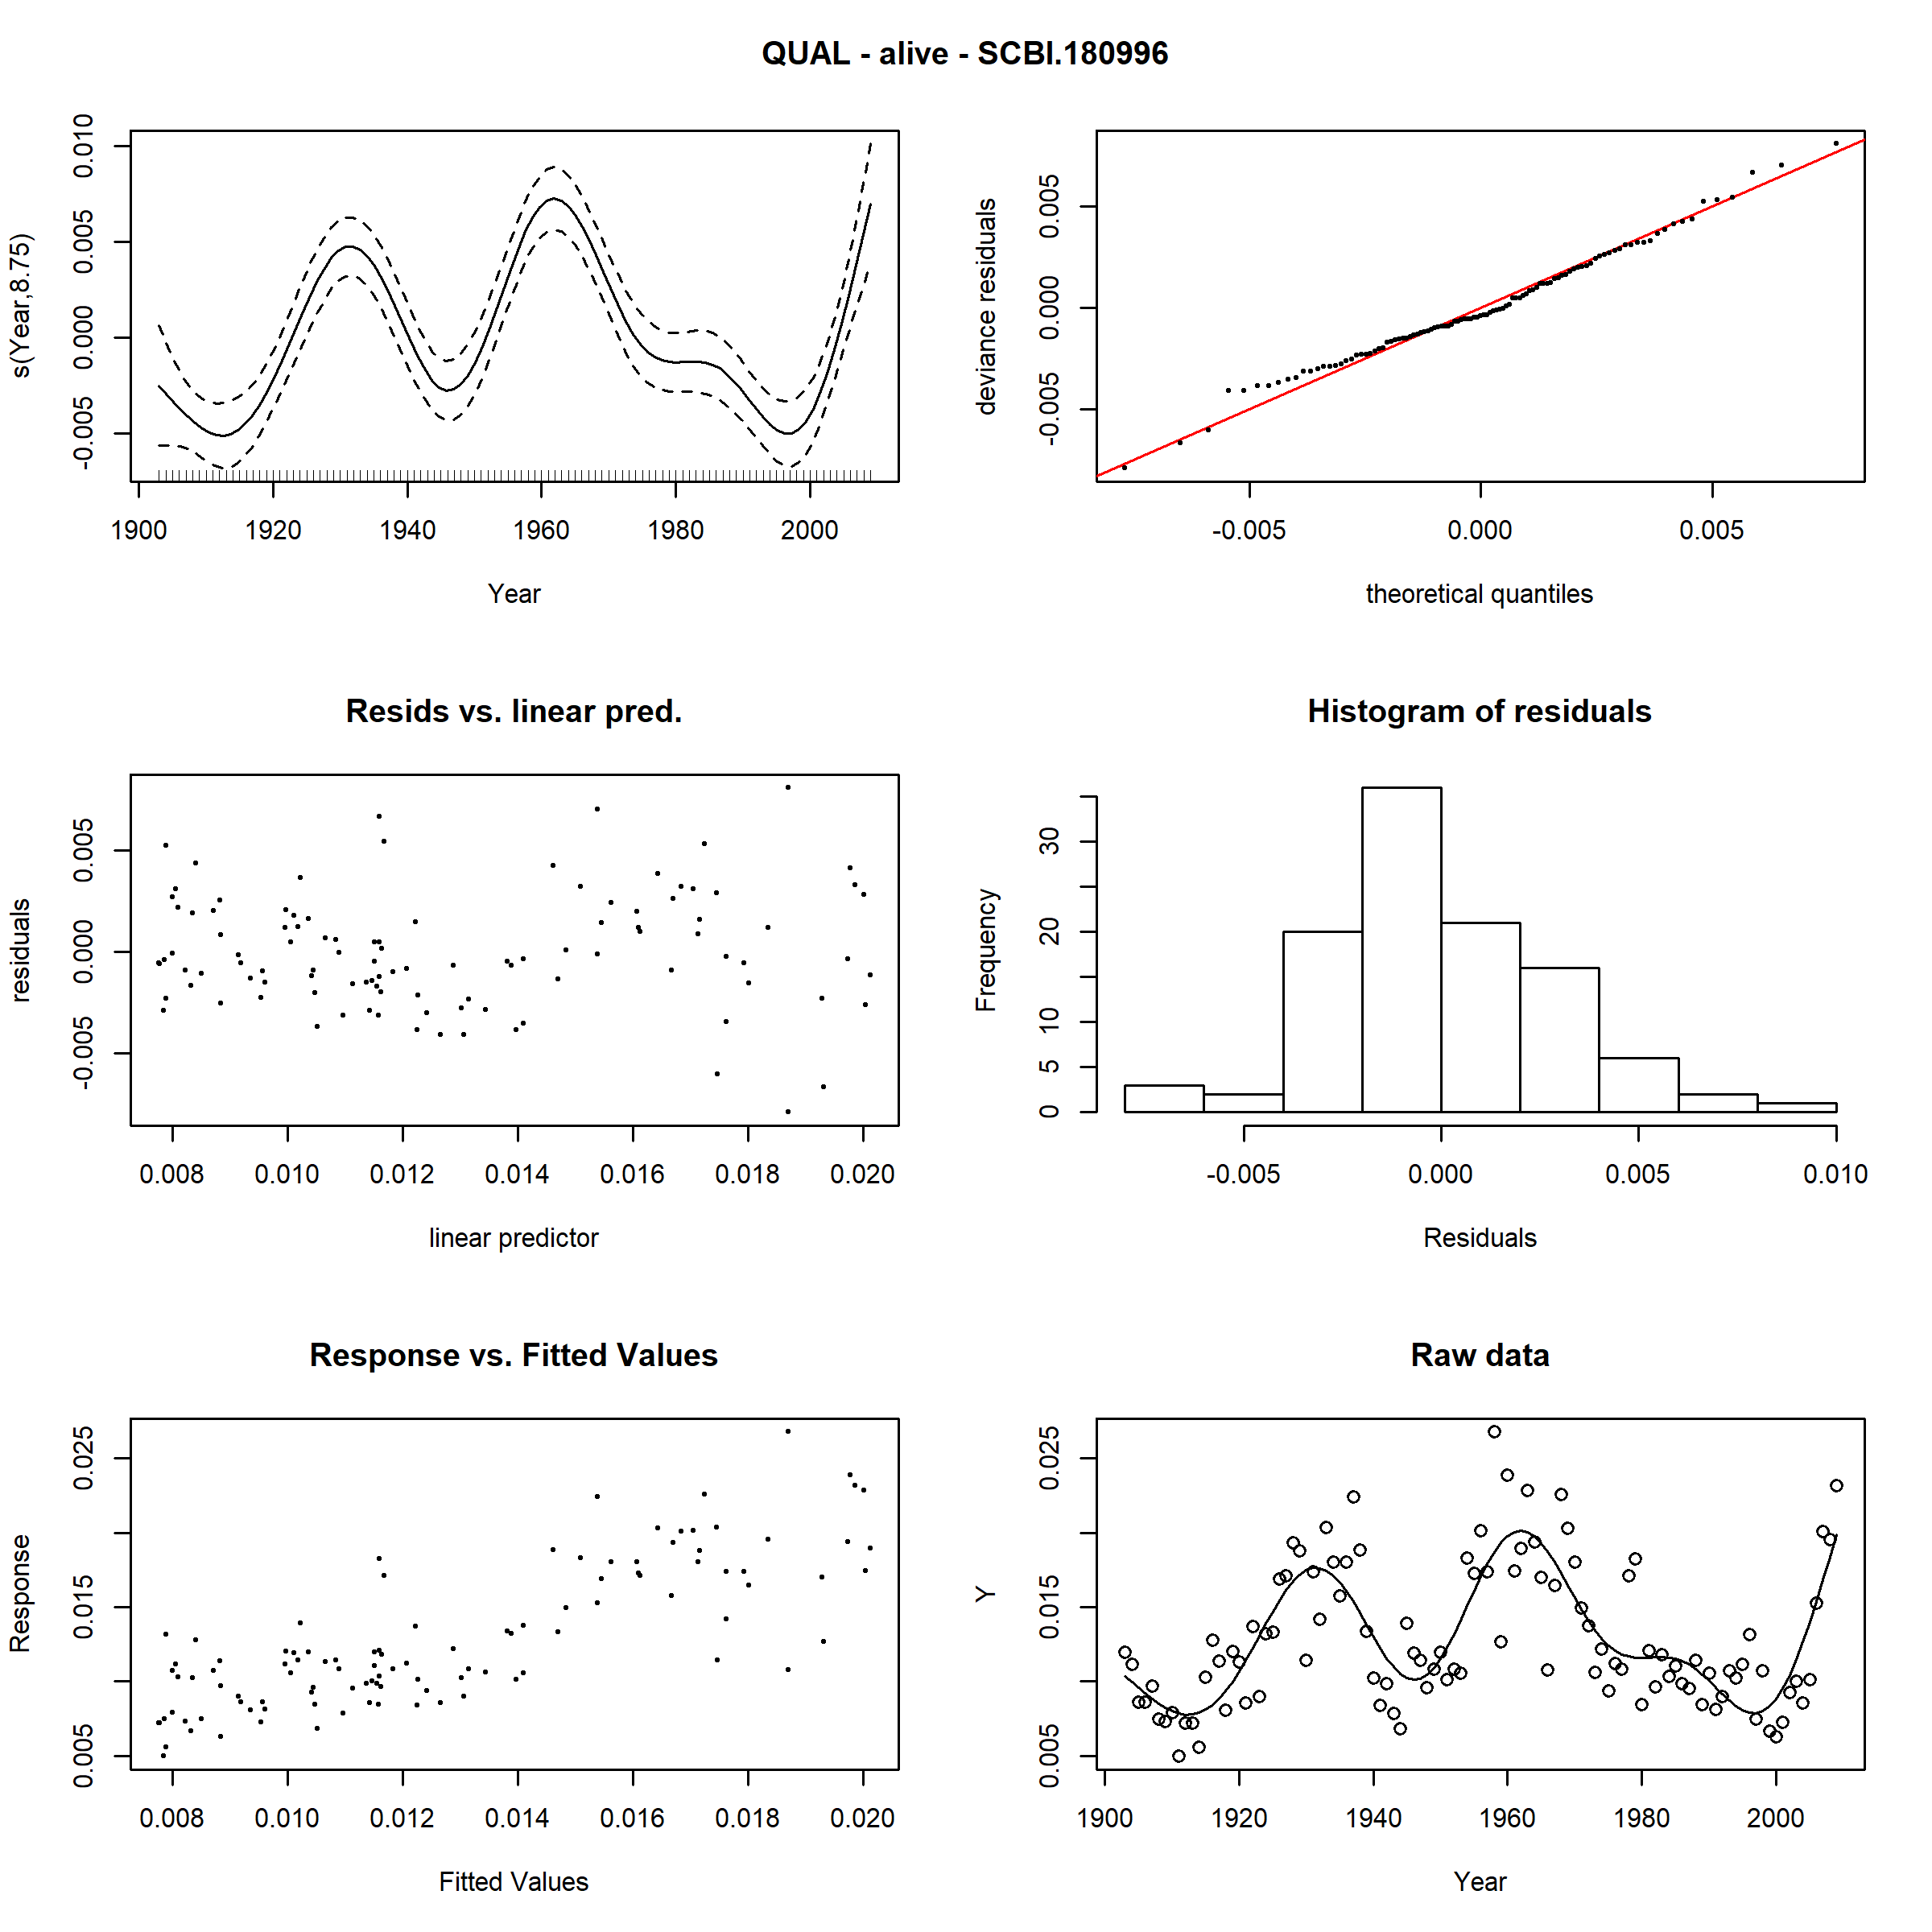 QUAL - alive - SCBI.180996
s(Year,8.75)
0.010
0.005
0.000
-0.005
1900 1920 1940 1960 1980 2000
Year
deviance residuals
0.005
0.000
-0.005
-0.005 0.000 0.005
theoretical quantiles
Resids vs. linear pred.
residuals
0.005
0.000
-0.005
0.008 0.010 0.012 0.014 0.016 0.018 0.020
linear predictor
Histogram of residuals
Frequency
30
20
10
5
0
-0.005 0.000 0.005 0.010
Residuals
Response vs. Fitted Values
Response
0.025
0.015
0.005
0.008 0.010 0.012 0.014 0.016 0.018 0.020
Fitted Values
Raw data
Y
0.025
0.015
0.005
1900 1920 1940 1960 1980 2000
Year